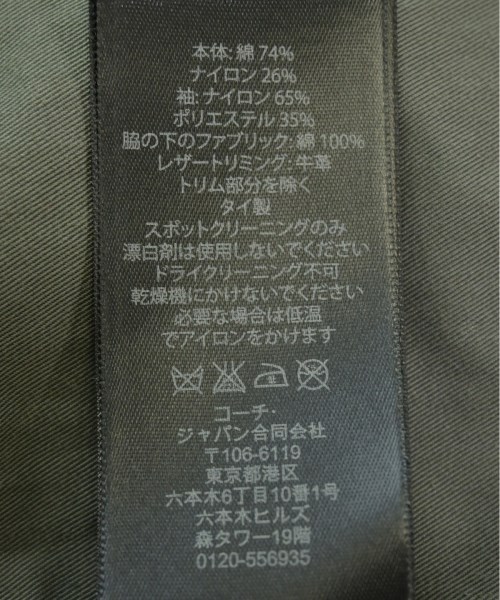 本体: 綿 74%
ナイロン 26%
袖: ナイロン 65%
ポリエステル 35%
脇の下のファブリック: 綿 100%
レザートリミング: 牛革
トリム部分を除く
タイ製
スポットクリーニングのみ
漂白剤は使用しないでください
ドライクリーニング不可
乾燥機にかけないでください
必要な場合は低温
でアイロンをかけます
コーチ・
ジャパン合同会社
〒106-6119
東京都港区
六本木6丁目10番1号
六本木ヒルズ
森タワー19階
0120-556935